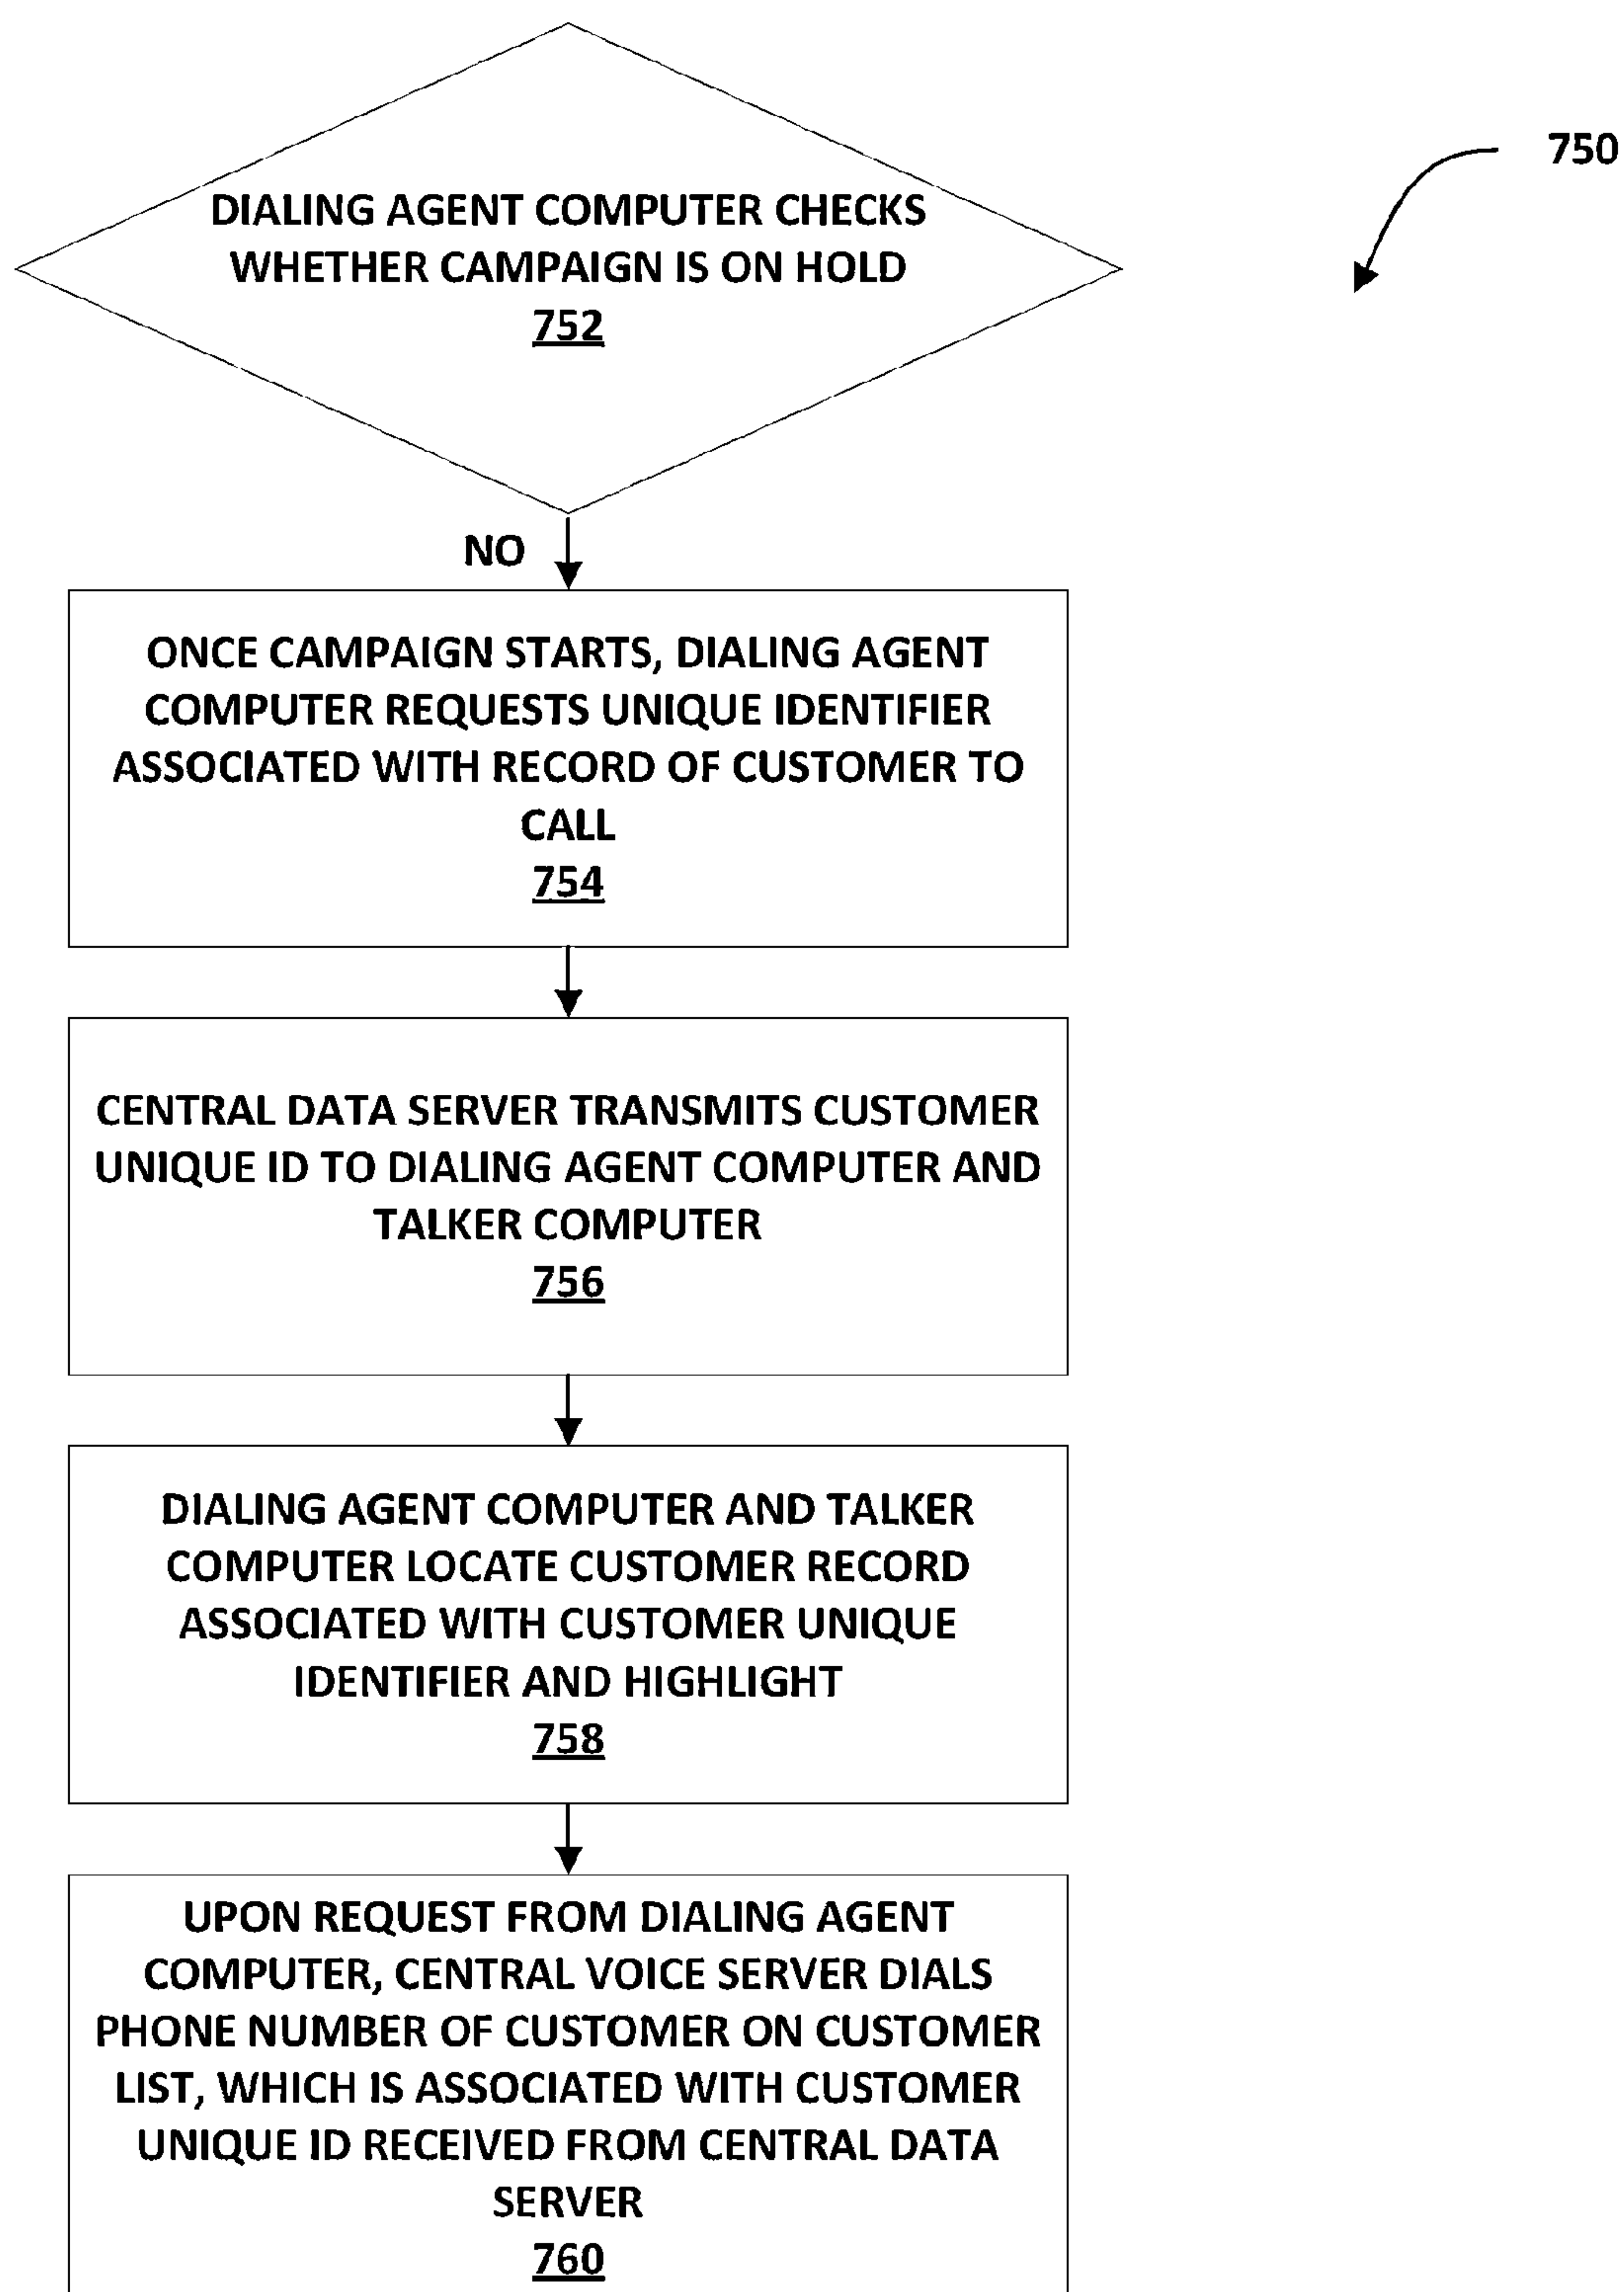 DIALING AGENT COMPUTER CHECKS
WHETHER CAMPAIGN IS ON HOLD
752
750
NO
ONCE CAMPAIGN STARTS, DIALING AGENT
COMPUTER REQUESTS UNIQUE IDENTIFIER
ASSOCIATED WITH RECORD OF CUSTOMER TO
CALL
754
CENTRAL DATA SERVER TRANSMITS CUSTOMER
UNIQUE ID TO DIALING AGENT COMPUTER AND
TALKER COMPUTER
756
DIALING AGENT COMPUTER AND TALKER
COMPUTER LOCATE CUSTOMER RECORD
ASSOCIATED WITH CUSTOMER UNIQUE
IDENTIFIER AND HIGHLIGHT
758
UPON REQUEST FROM DIALING AGENT
COMPUTER, CENTRAL VOICE SERVER DIALS
PHONE NUMBER OF CUSTOMER ON CUSTOMER
LIST, WHICH IS ASSOCIATED WITH CUSTOMER
UNIQUE ID RECEIVED FROM CENTRAL DATA
SERVER
760